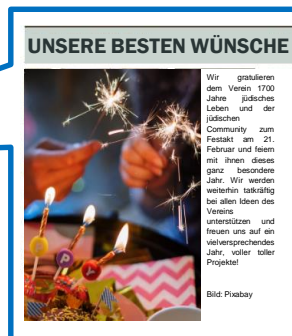 UNSERE BESTEN WÜNSCHE
Wir gratulieren
dem Verein 1700
Jahre jüdisches
Leben und der
jüdischen
Community zum
Festakt am 21.
Februar und feiern
mit ihnen dieses
ganz besondere
Jahr. Wir werden
weiterhin tatkräftig
bei allen Ideen des
Vereins
unterstützen und
freuen uns auf ein
vielversprechendes
Jahr, voller toller
Projekte!
Bild: Pixabay